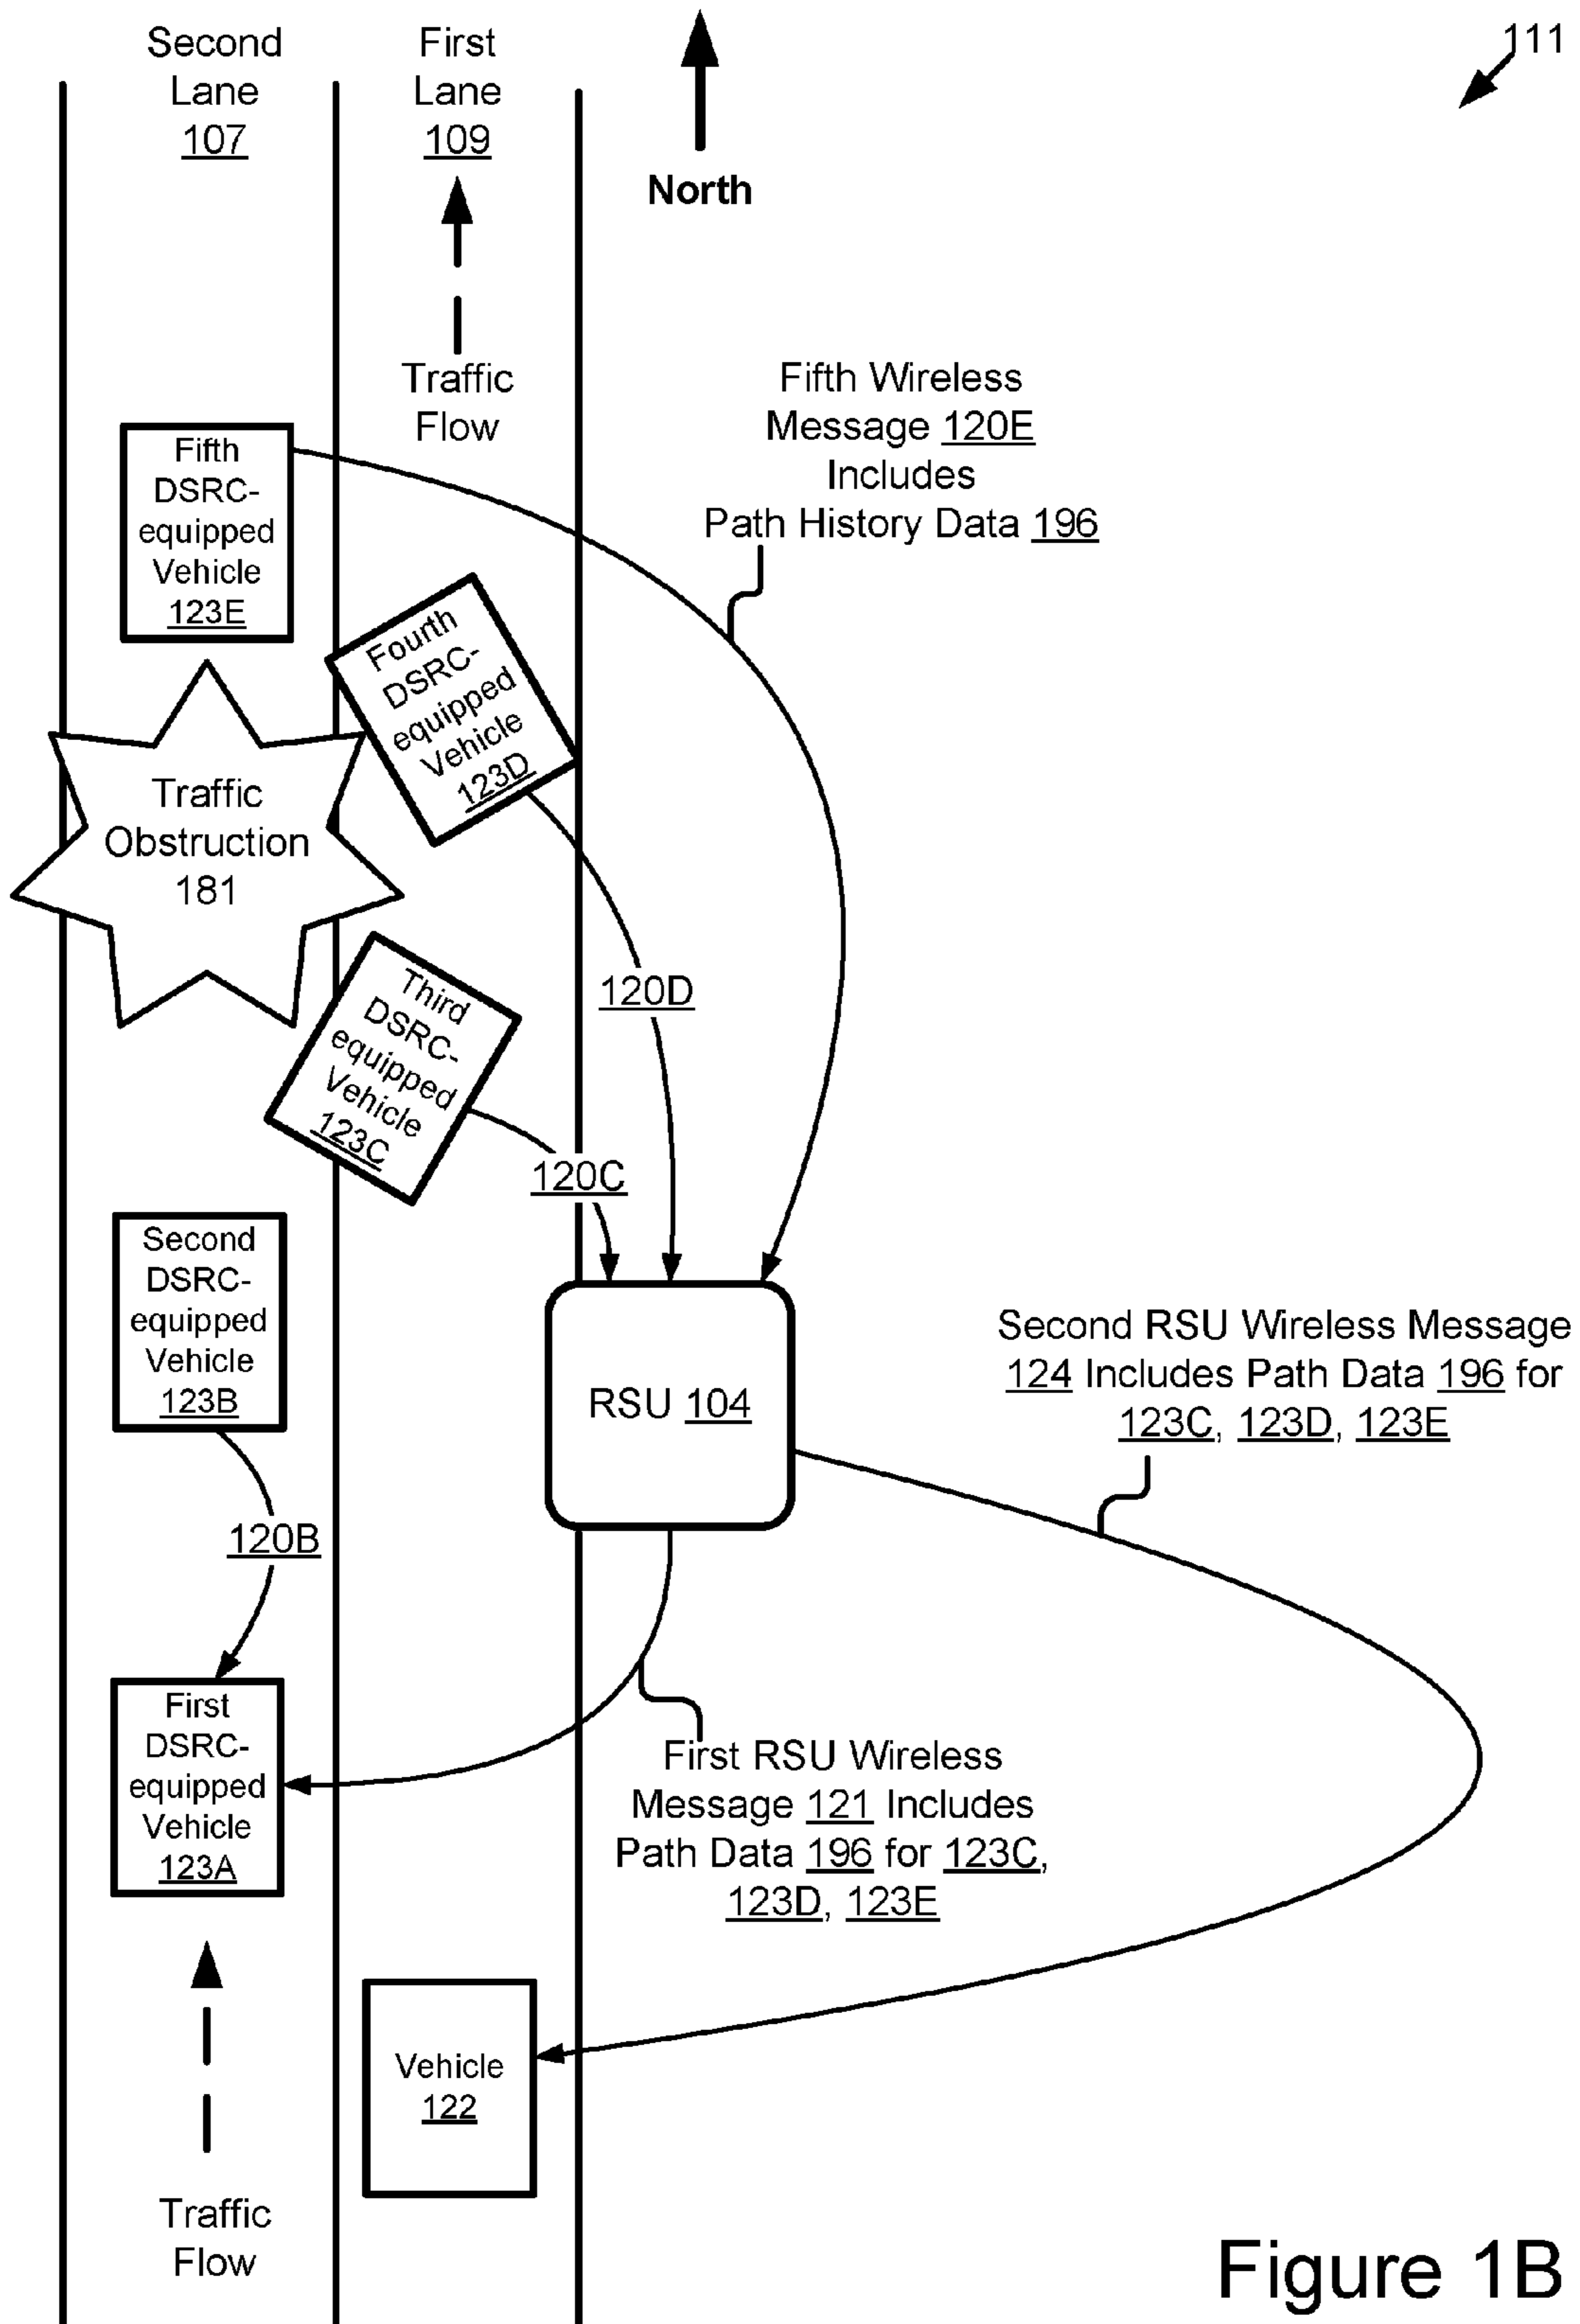 Second
Lane
107
First
Lane
109
North
111
Traffic
Flow
Fifth Wireless
Message 120E
Includes
Path History Data 196
Fifth
DSRC-
equipped
Vehicle
123E
Fourth
DSRC-
equipped
Vehicle
123D
Traffic
Obstruction
181
120D
Third
DSRC-
equipped
Vehicle
123C
120C
Second
DSRC-
equipped
Vehicle
123B
RSU 104
Second RSU Wireless Message
124 Includes Path Data 196 for
123C, 123D, 123E
120B
First
DSRC-
equipped
Vehicle
123A
First RSU Wireless
Message 121 Includes
Path Data 196 for 123C,
123D, 123E
Vehicle
122
Traffic
Flow
Figure 1B